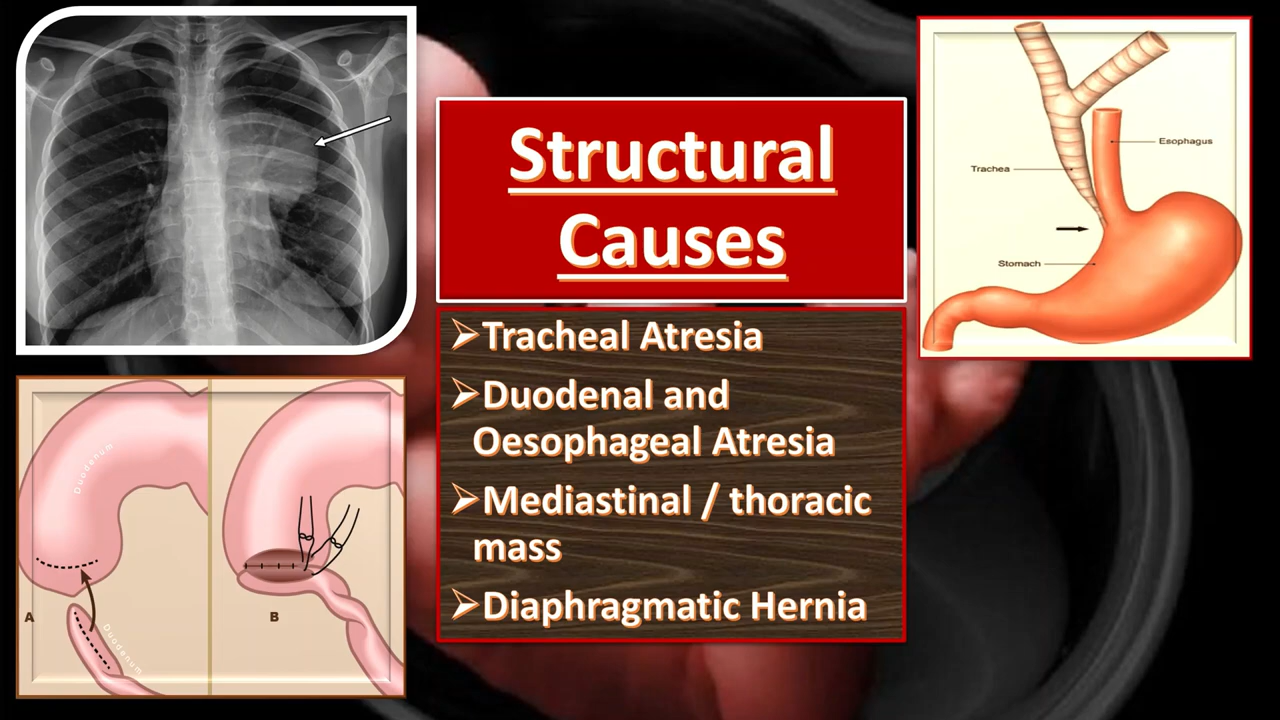 Structural
Causes
➢Tracheal Atresia
➢Duodenal and
Oesophageal Atresia
➢Mediastinal / thoracic
mass
➢Diaphragmatic Hernia
Esophagus
Trachea
Stomach
Duodenum
Duodenum
A
B